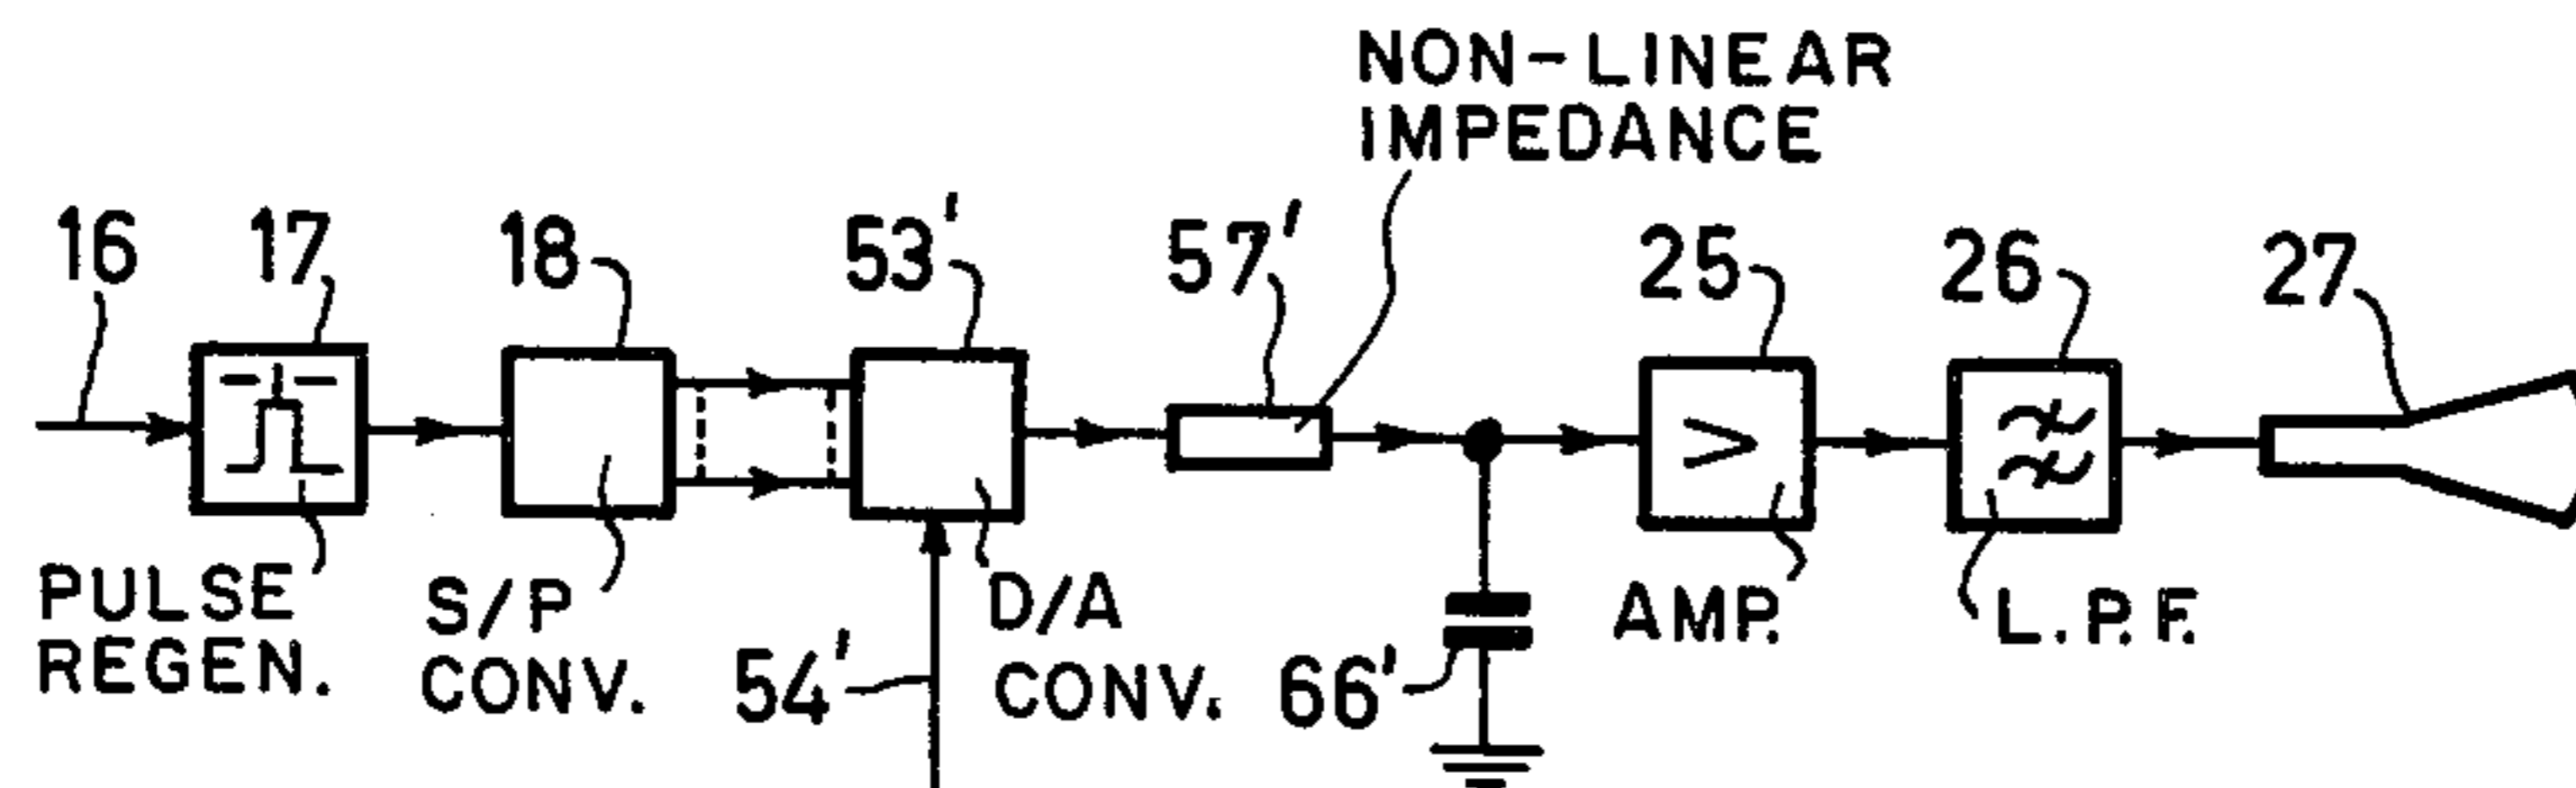 NON-LINEAR
IMPEDANCE
16 17 18 53' 57' 25 26 27
>
PULSE
REGEN.
S/P
CONV.
54'
D/A
CONV.
66'
AMP.
L.P.F.